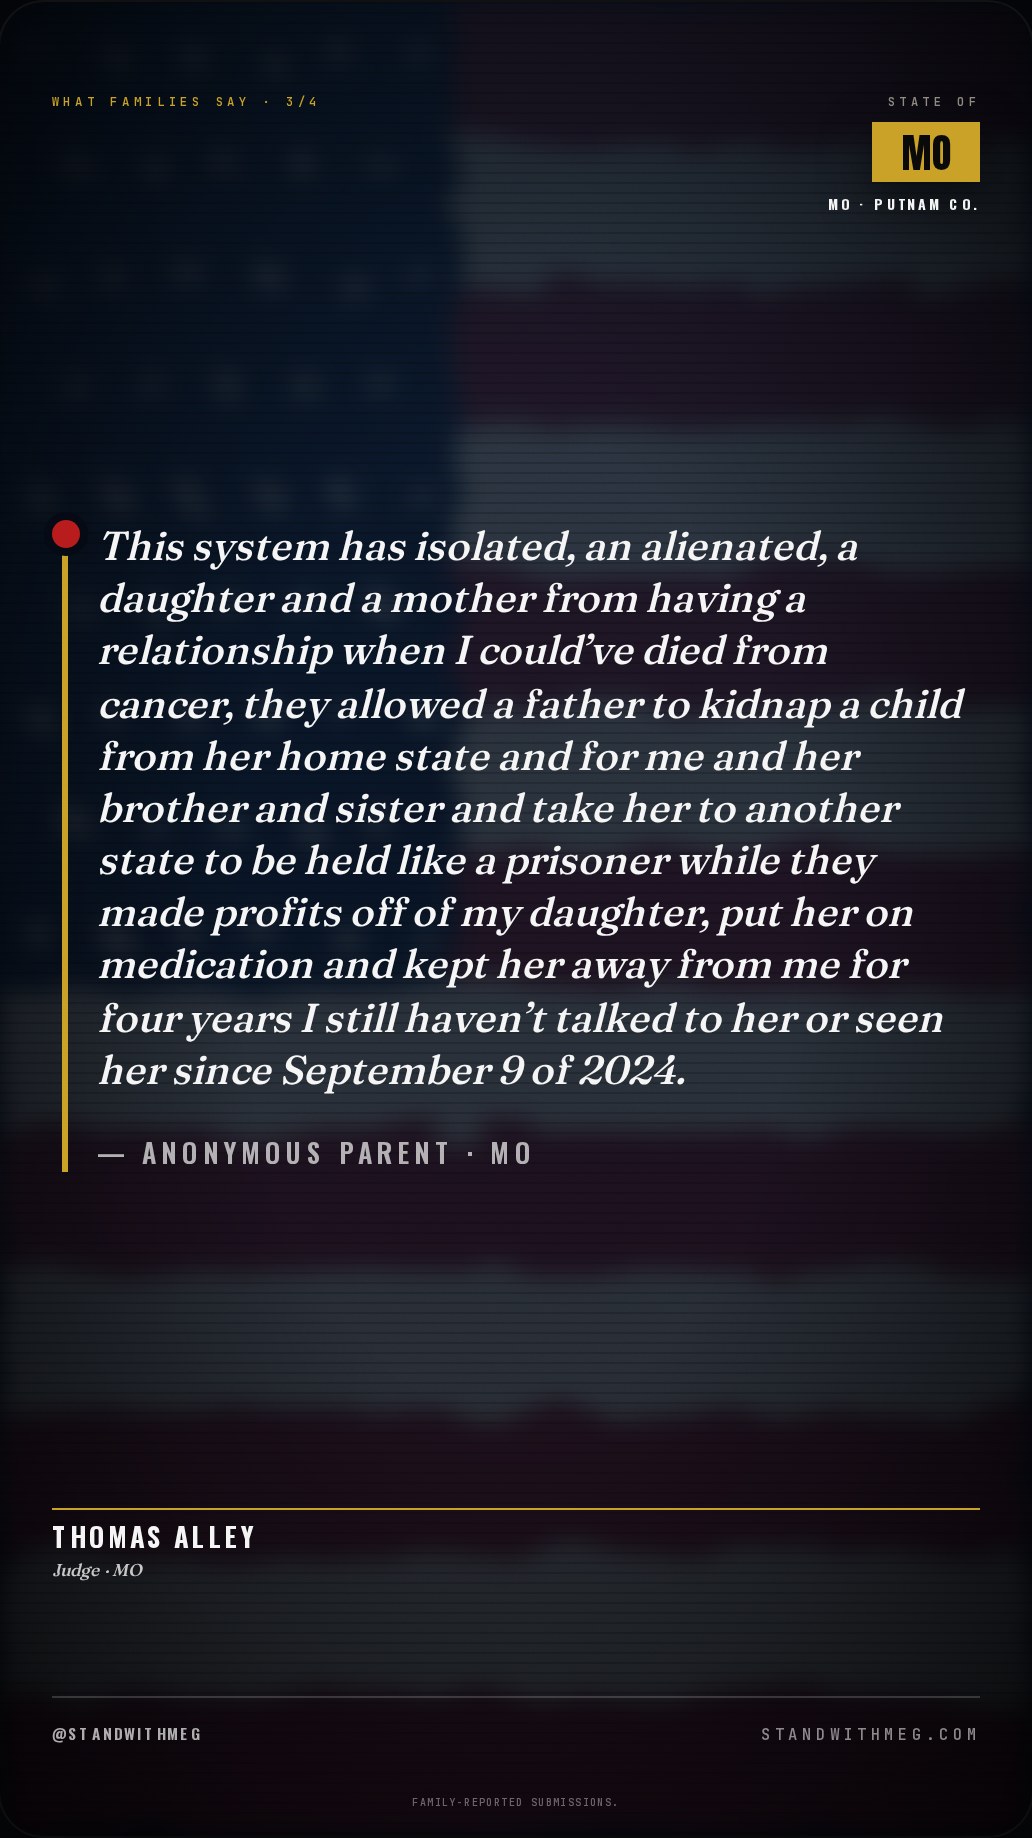 WHAT FAMILIES SAY · 3/4
STATE OF
MO
MO · PUTNAM CO.
This system has isolated, an alienated, a
daughter and a mother from having a
relationship when I could’ve died from
cancer, they allowed a father to kidnap a child
from her home state and for me and her
brother and sister and take her to another
state to be held like a prisoner while they
made profits off of my daughter, put her on
medication and kept her away from me for
four years I still haven’t talked to her or seen
her since September 9 of 2024.
— ANONYMOUS PARENT · MO
THOMAS ALLEY
Judge · MO
@STANDWITHMEG
STANDWITHMEG.COM
FAMILY-REPORTED SUBMISSIONS.